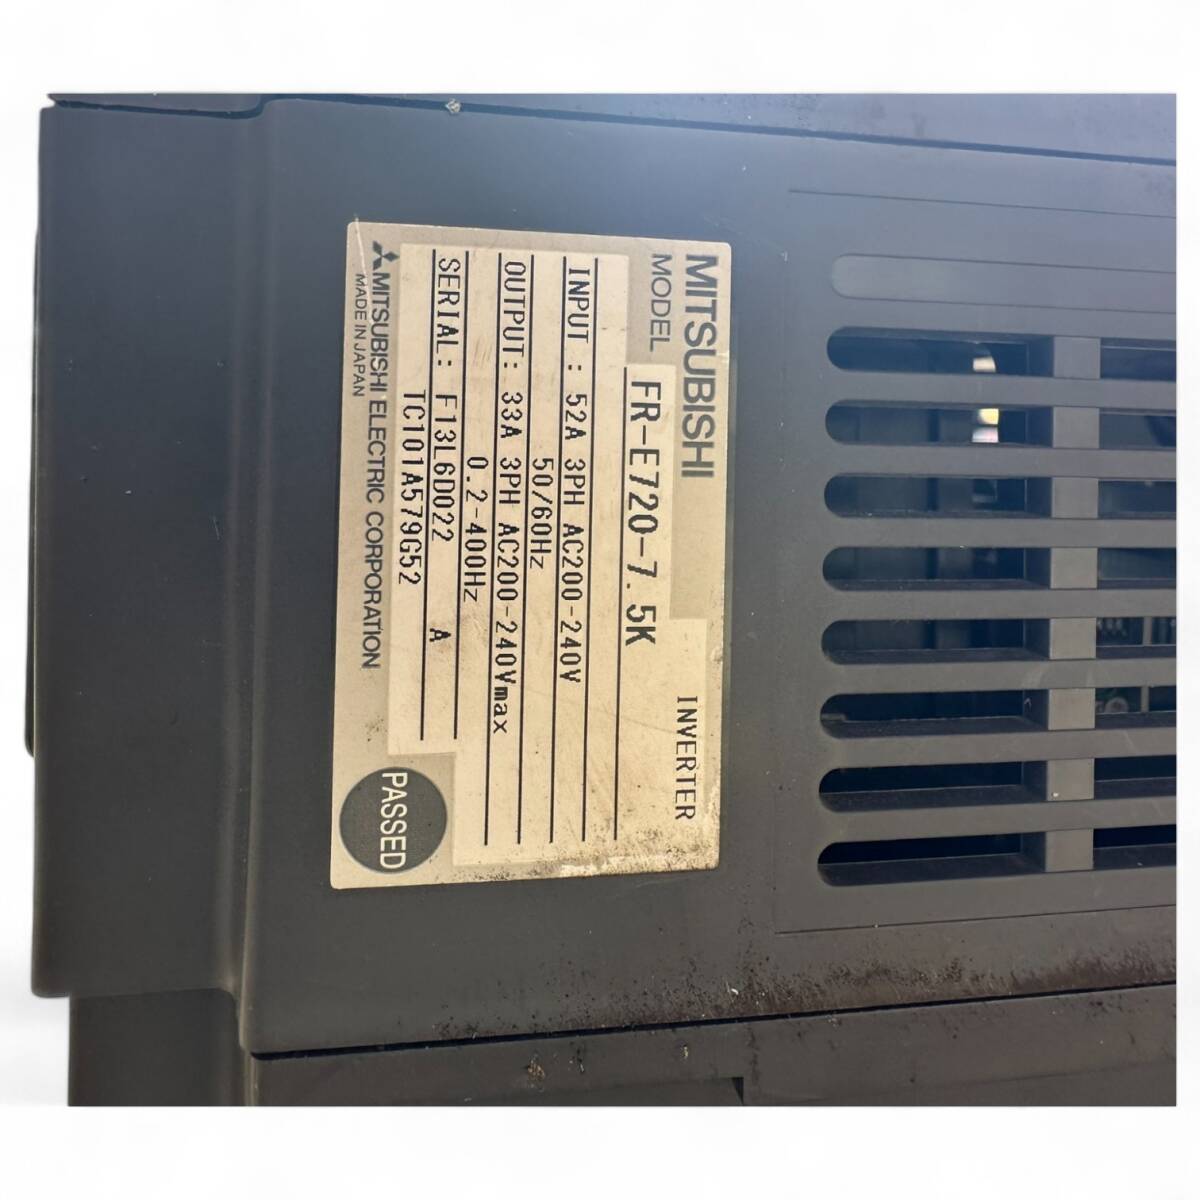 MITSUBISHI INVERTER
MODEL FR-E720-7.5K
INPUT : 52A 3PH AC200-240V
50/60Hz
OUTPUT: 33A 3PH AC200-240Vmax
0.2-400Hz
SERIAL: F13L6D022 A
TC101A579G52
PASSED
MITSUBISHI ELECTRIC CORPORATION
MADE IN JAPAN